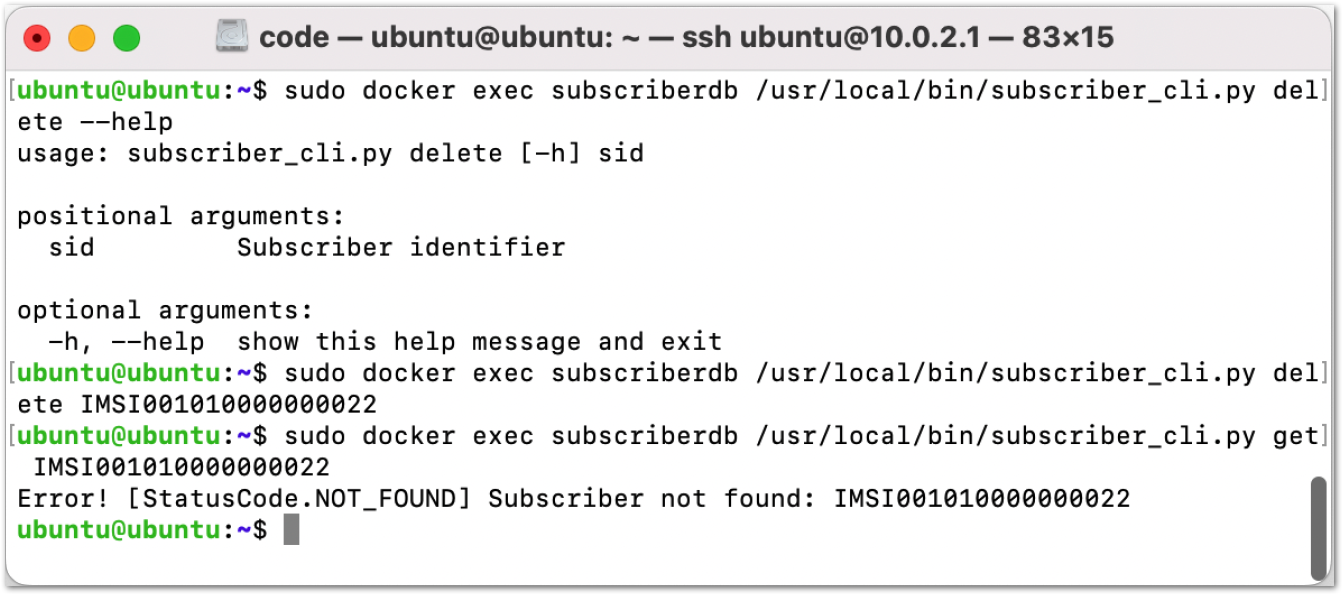 code — ubuntu@ubuntu: ~ — ssh ubuntu@10.0.2.1 — 83×15
[ubuntu@ubuntu:~$ sudo docker exec subscriberdb /usr/local/bin/subscriber_cli.py del]
ete --help
usage: subscriber_cli.py delete [-h] sid

positional arguments:
  sid         Subscriber identifier

optional arguments:
  -h, --help  show this help message and exit
[ubuntu@ubuntu:~$ sudo docker exec subscriberdb /usr/local/bin/subscriber_cli.py del]
ete IMSI001010000000022
[ubuntu@ubuntu:~$ sudo docker exec subscriberdb /usr/local/bin/subscriber_cli.py get]
 IMSI001010000000022
Error! [StatusCode.NOT_FOUND] Subscriber not found: IMSI001010000000022
ubuntu@ubuntu:~$